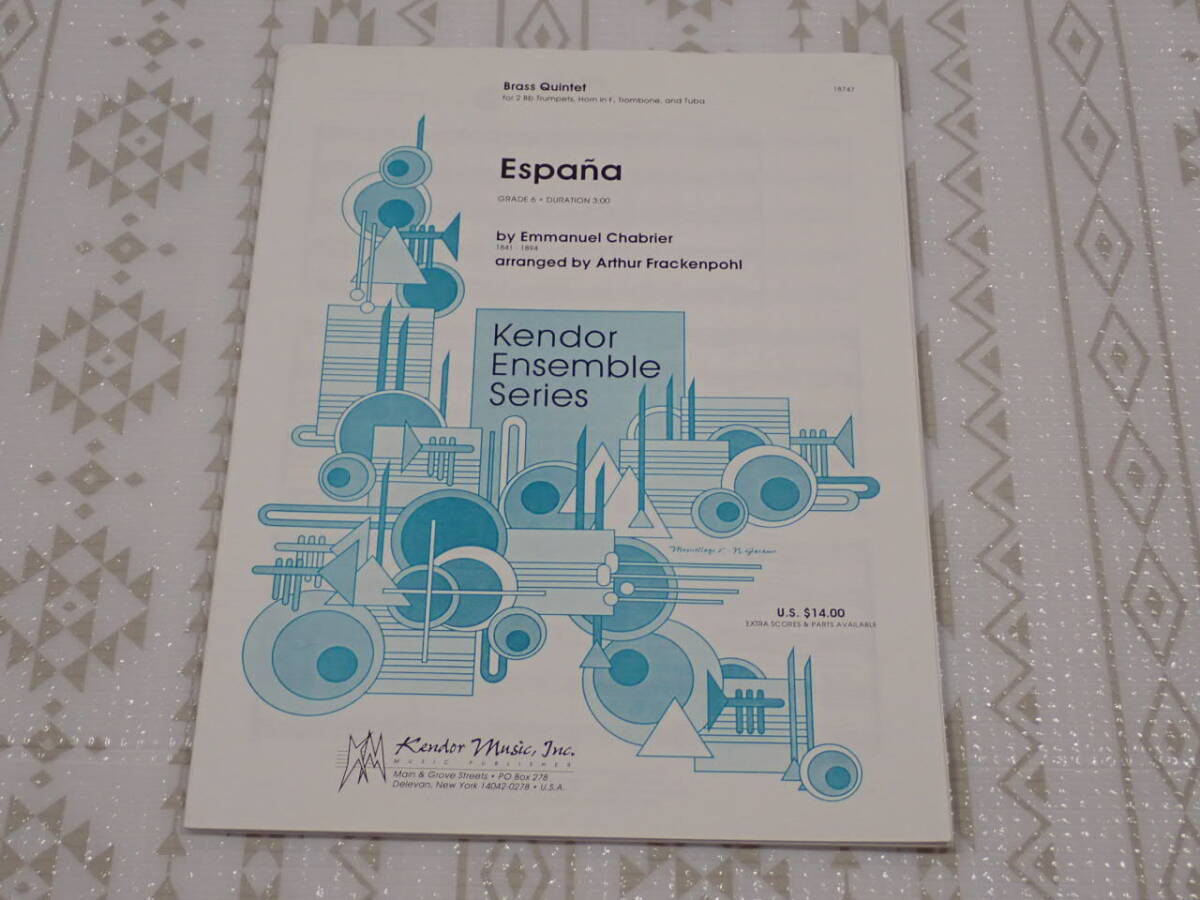 Brass Quintet
for 2 Bb Trumpets, Horn in F, Trombone, and Tuba
18747
España
GRADE 6 • DURATION 3:00
by Emmanuel Chabrier
1841 - 1894
arranged by Arthur Frackenpohl
Kendor
Ensemble
Series
U.S. $14.00
EXTRA SCORES & PARTS AVAILABLE
Kendor Music, Inc.
MUSIC PUBLISHER
Main & Grove Streets • PO Box 278
Delevan, New York 14042-0278 • U.S.A.